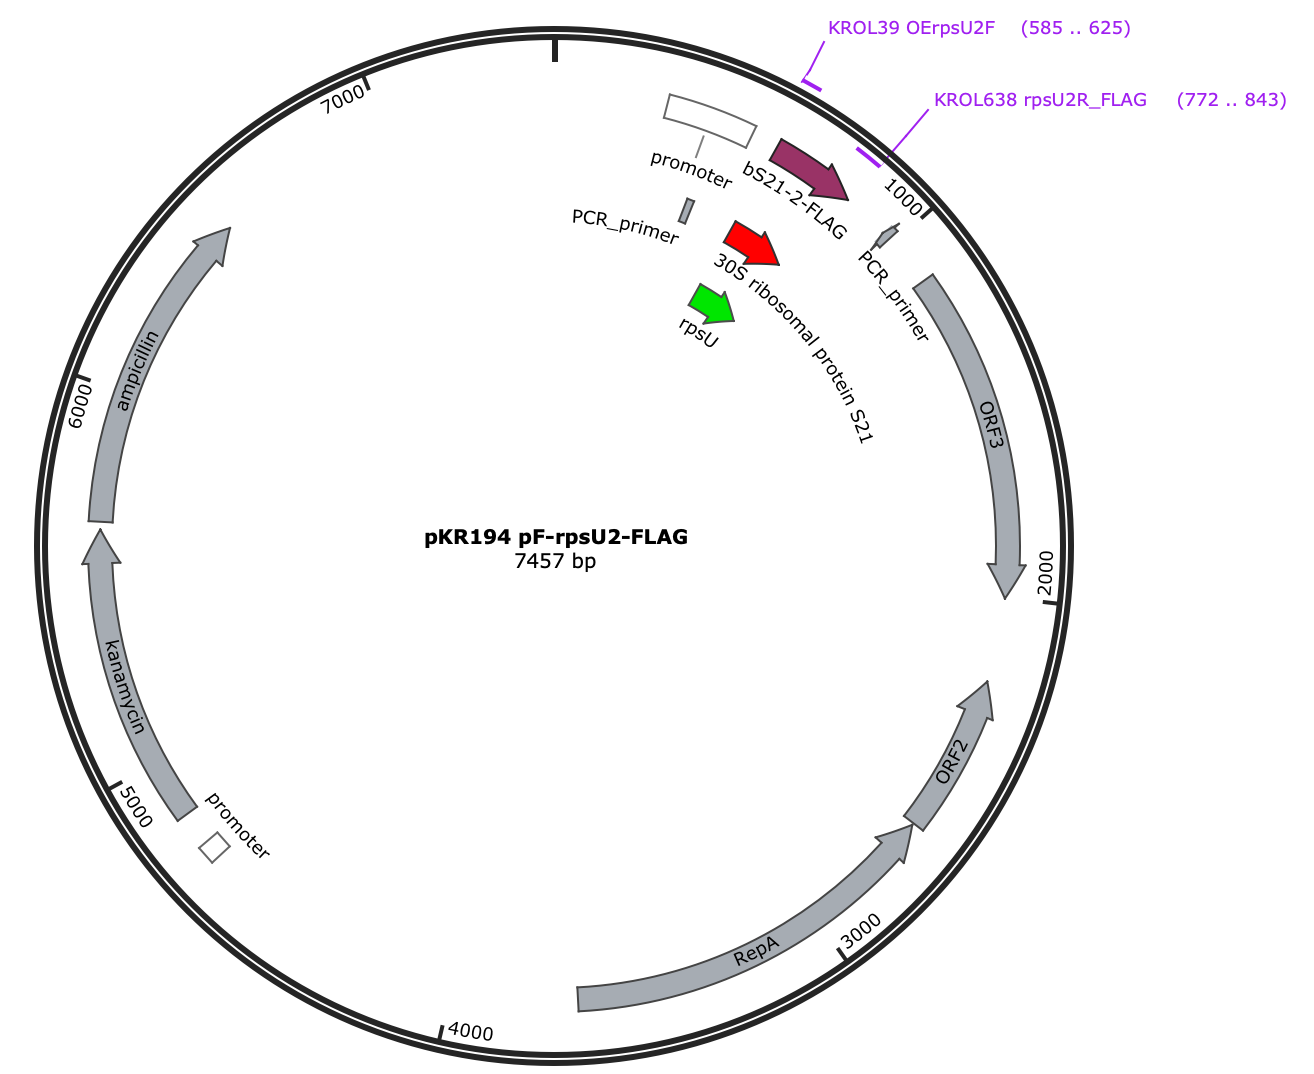 KROL39 OErpsU2F (585 .. 625)
KROL638 rpsU2R_FLAG (772 .. 843)
7000
promoter
bS21-2-FLAG
1000
PCR_primer
PCR_primer
30S ribosomal protein S21
rpsU
ampicillin
6000
ORF3
pKR194 pF-rpsU2-FLAG
7457 bp
2000
kanamycin
ORF2
5000
promoter
RepA
3000
4000